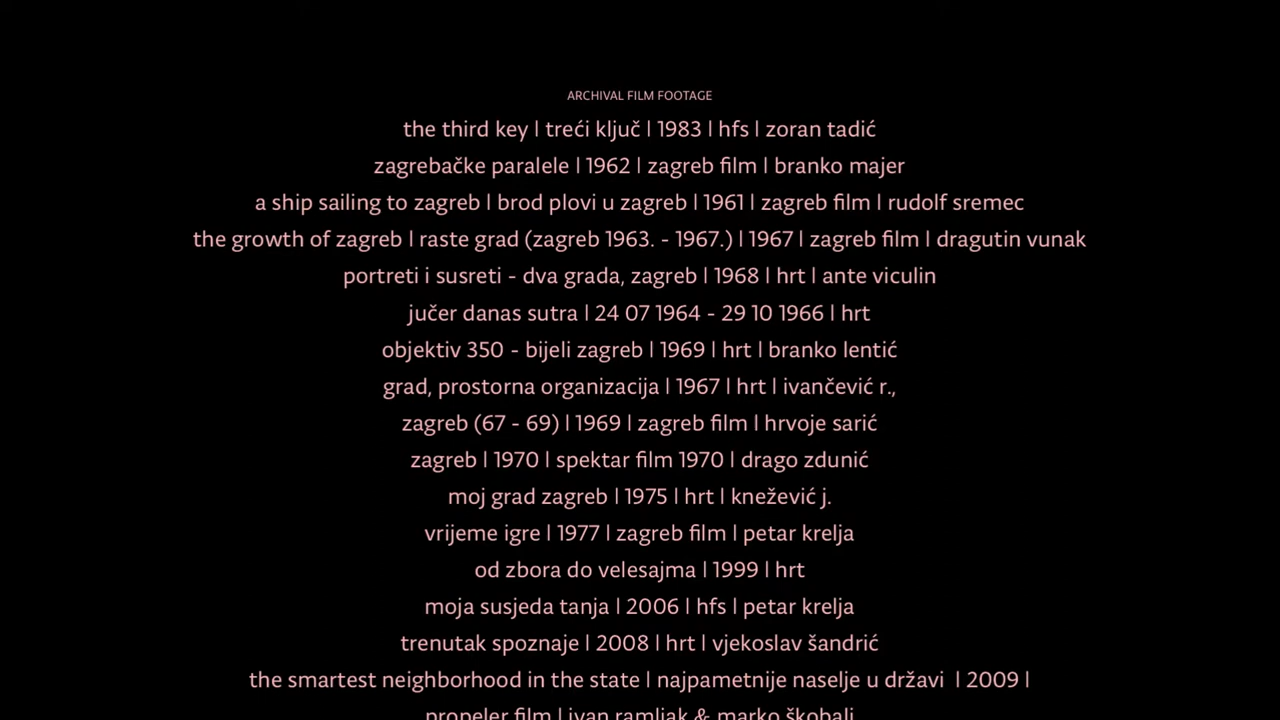 ARCHIVAL FILM FOOTAGE
the third key | treći ključ | 1983 | hfs | zoran tadić
zagrebačke paralele | 1962 | zagreb film | branko majer
a ship sailing to zagreb | brod plovi u zagreb | 1961 | zagreb film | rudolf sremec
the growth of zagreb | raste grad (zagreb 1963. - 1967.) | 1967 | zagreb film | dragutin vunak
portreti i susreti - dva grada, zagreb | 1968 | hrt | ante viculin
jučer danas sutra | 24 07 1964 - 29 10 1966 | hrt
objektiv 350 - bijeli zagreb | 1969 | hrt | branko lentić
grad, prostorna organizacija | 1967 | hrt | ivančević r.,
zagreb (67 - 69) | 1969 | zagreb film | hrvoje sarić
zagreb | 1970 | spektar film 1970 | drago zdunić
moj grad zagreb | 1975 | hrt | knežević j.
vrijeme igre | 1977 | zagreb film | petar krelja
od zbora do velesajma | 1999 | hrt
moja susjeda tanja | 2006 | hfs | petar krelja
trenutak spoznaje | 2008 | hrt | vjekoslav šandrić
the smartest neighborhood in the state | najpametnije naselje u državi | 2009 |
propeler film | ivan ramljak & marko škobalj